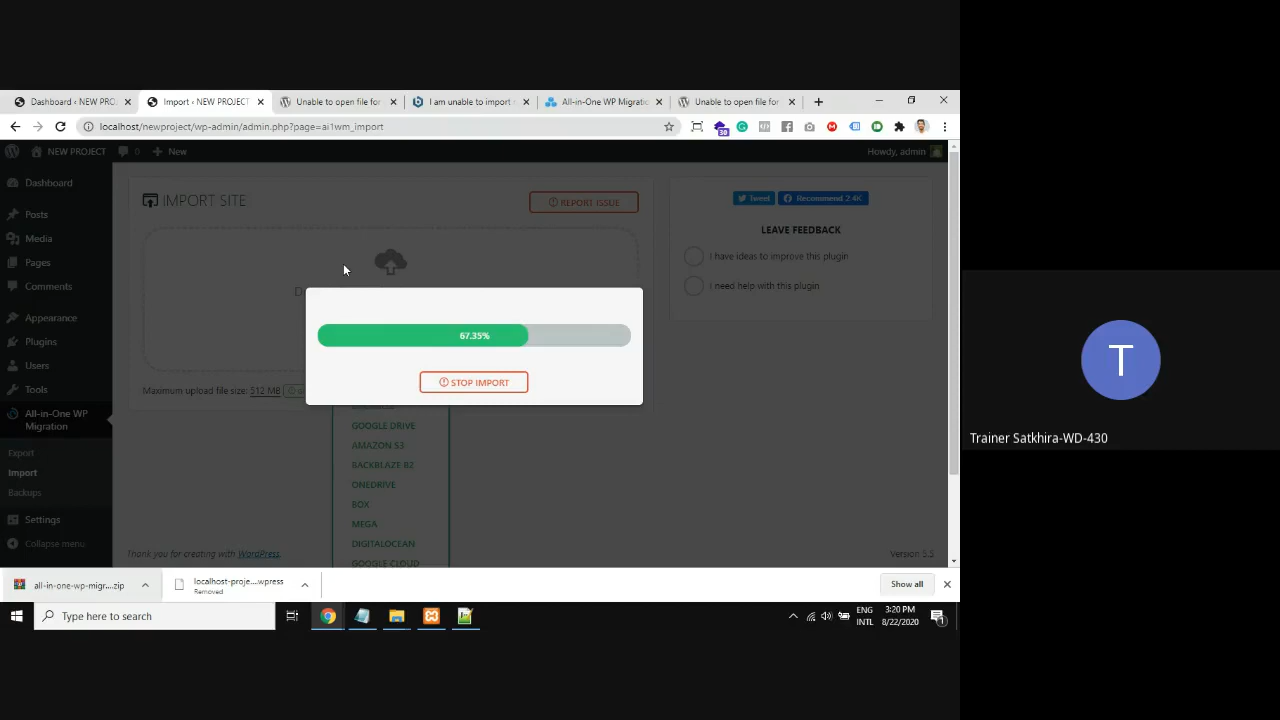 Dashboard ‹ NEW PROJ
Import ‹ NEW PROJECT
Unable to open file for
I am unable to import
All-in-One WP Migratio
Unable to open file for
localhost/newproject/wp-admin/admin.php?page=ai1wm_import
30
NEW PROJECT
0
New
Howdy, admin
Dashboard
Posts
Media
Pages
Comments
Appearance
Plugins
Users
Tools
All-in-One WP
Migration
Export
Import
Backups
Settings
Collapse menu
IMPORT SITE
REPORT ISSUE
D
67.35%
STOP IMPORT
Maximum upload file size: 512 MB
GOOGLE DRIVE
AMAZON S3
BACKBLAZE B2
ONEDRIVE
BOX
MEGA
DIGITALOCEAN
GOOGLE CLOUD
Thank you for creating with WordPress.
Version 5.5
Tweet
Recommend 2.4K
LEAVE FEEDBACK
I have ideas to improve this plugin
I need help with this plugin
all-in-one-wp-migr....zip
localhost-proje....wpress
Removed
Show all
Type here to search
ENG
INTL
3:20 PM
8/22/2020
1
T
Trainer Satkhira-WD-430